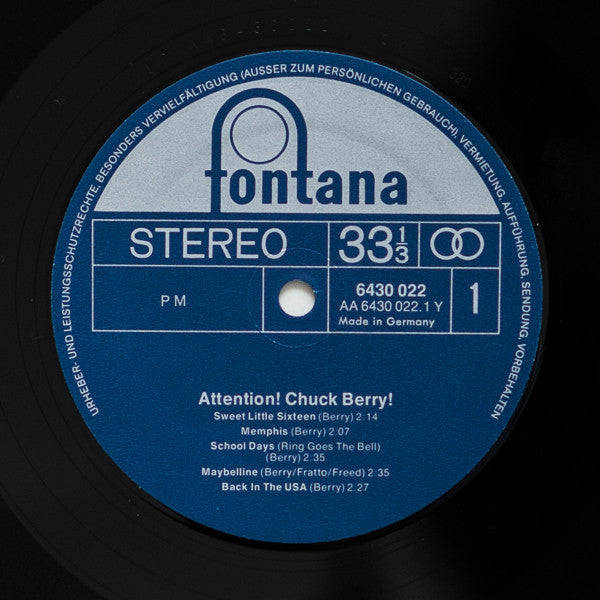 URHEBER- UND LEISTUNGSSCHUTZRECHTE, BESONDERS VERVIELFÄLTIGUNG (AUSSER ZUM PERSÖNLICHEN GEBRAUCH), VERMIETUNG, AUFFÜHRUNG, SENDUNG, VORBEHALTEN
fontana
STEREO 33 1/3
PM 6430 022 1
AA 6430 022.1 Y
Made in Germany
Attention! Chuck Berry!
Sweet Little Sixteen (Berry) 2:14
Memphis (Berry) 2:07
School Days (Ring Goes The Bell)
(Berry) 2:35
Maybelline (Berry/Fratto/Freed) 2:35
Back In The USA (Berry) 2:27